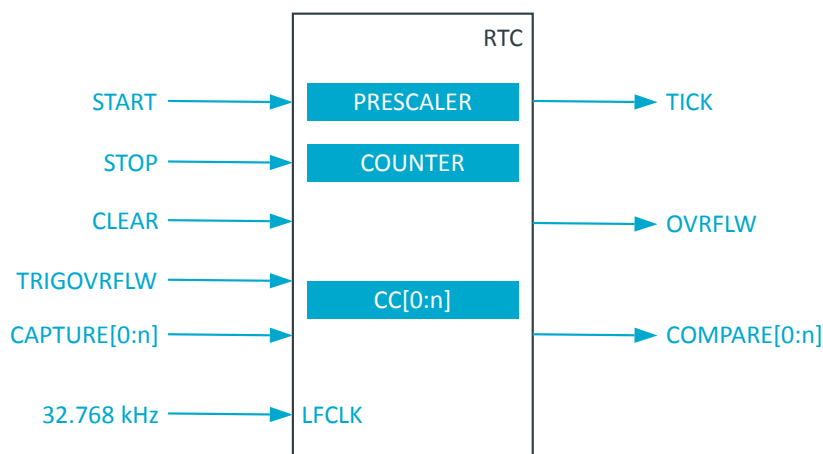 RTC
START
PRESCALER
TICK
STOP
COUNTER
CLEAR
OVRFLW
TRIGOVRFLW
CC[0:n]
CAPTURE[0:n]
COMPARE[0:n]
32.768 kHz
LFCLK